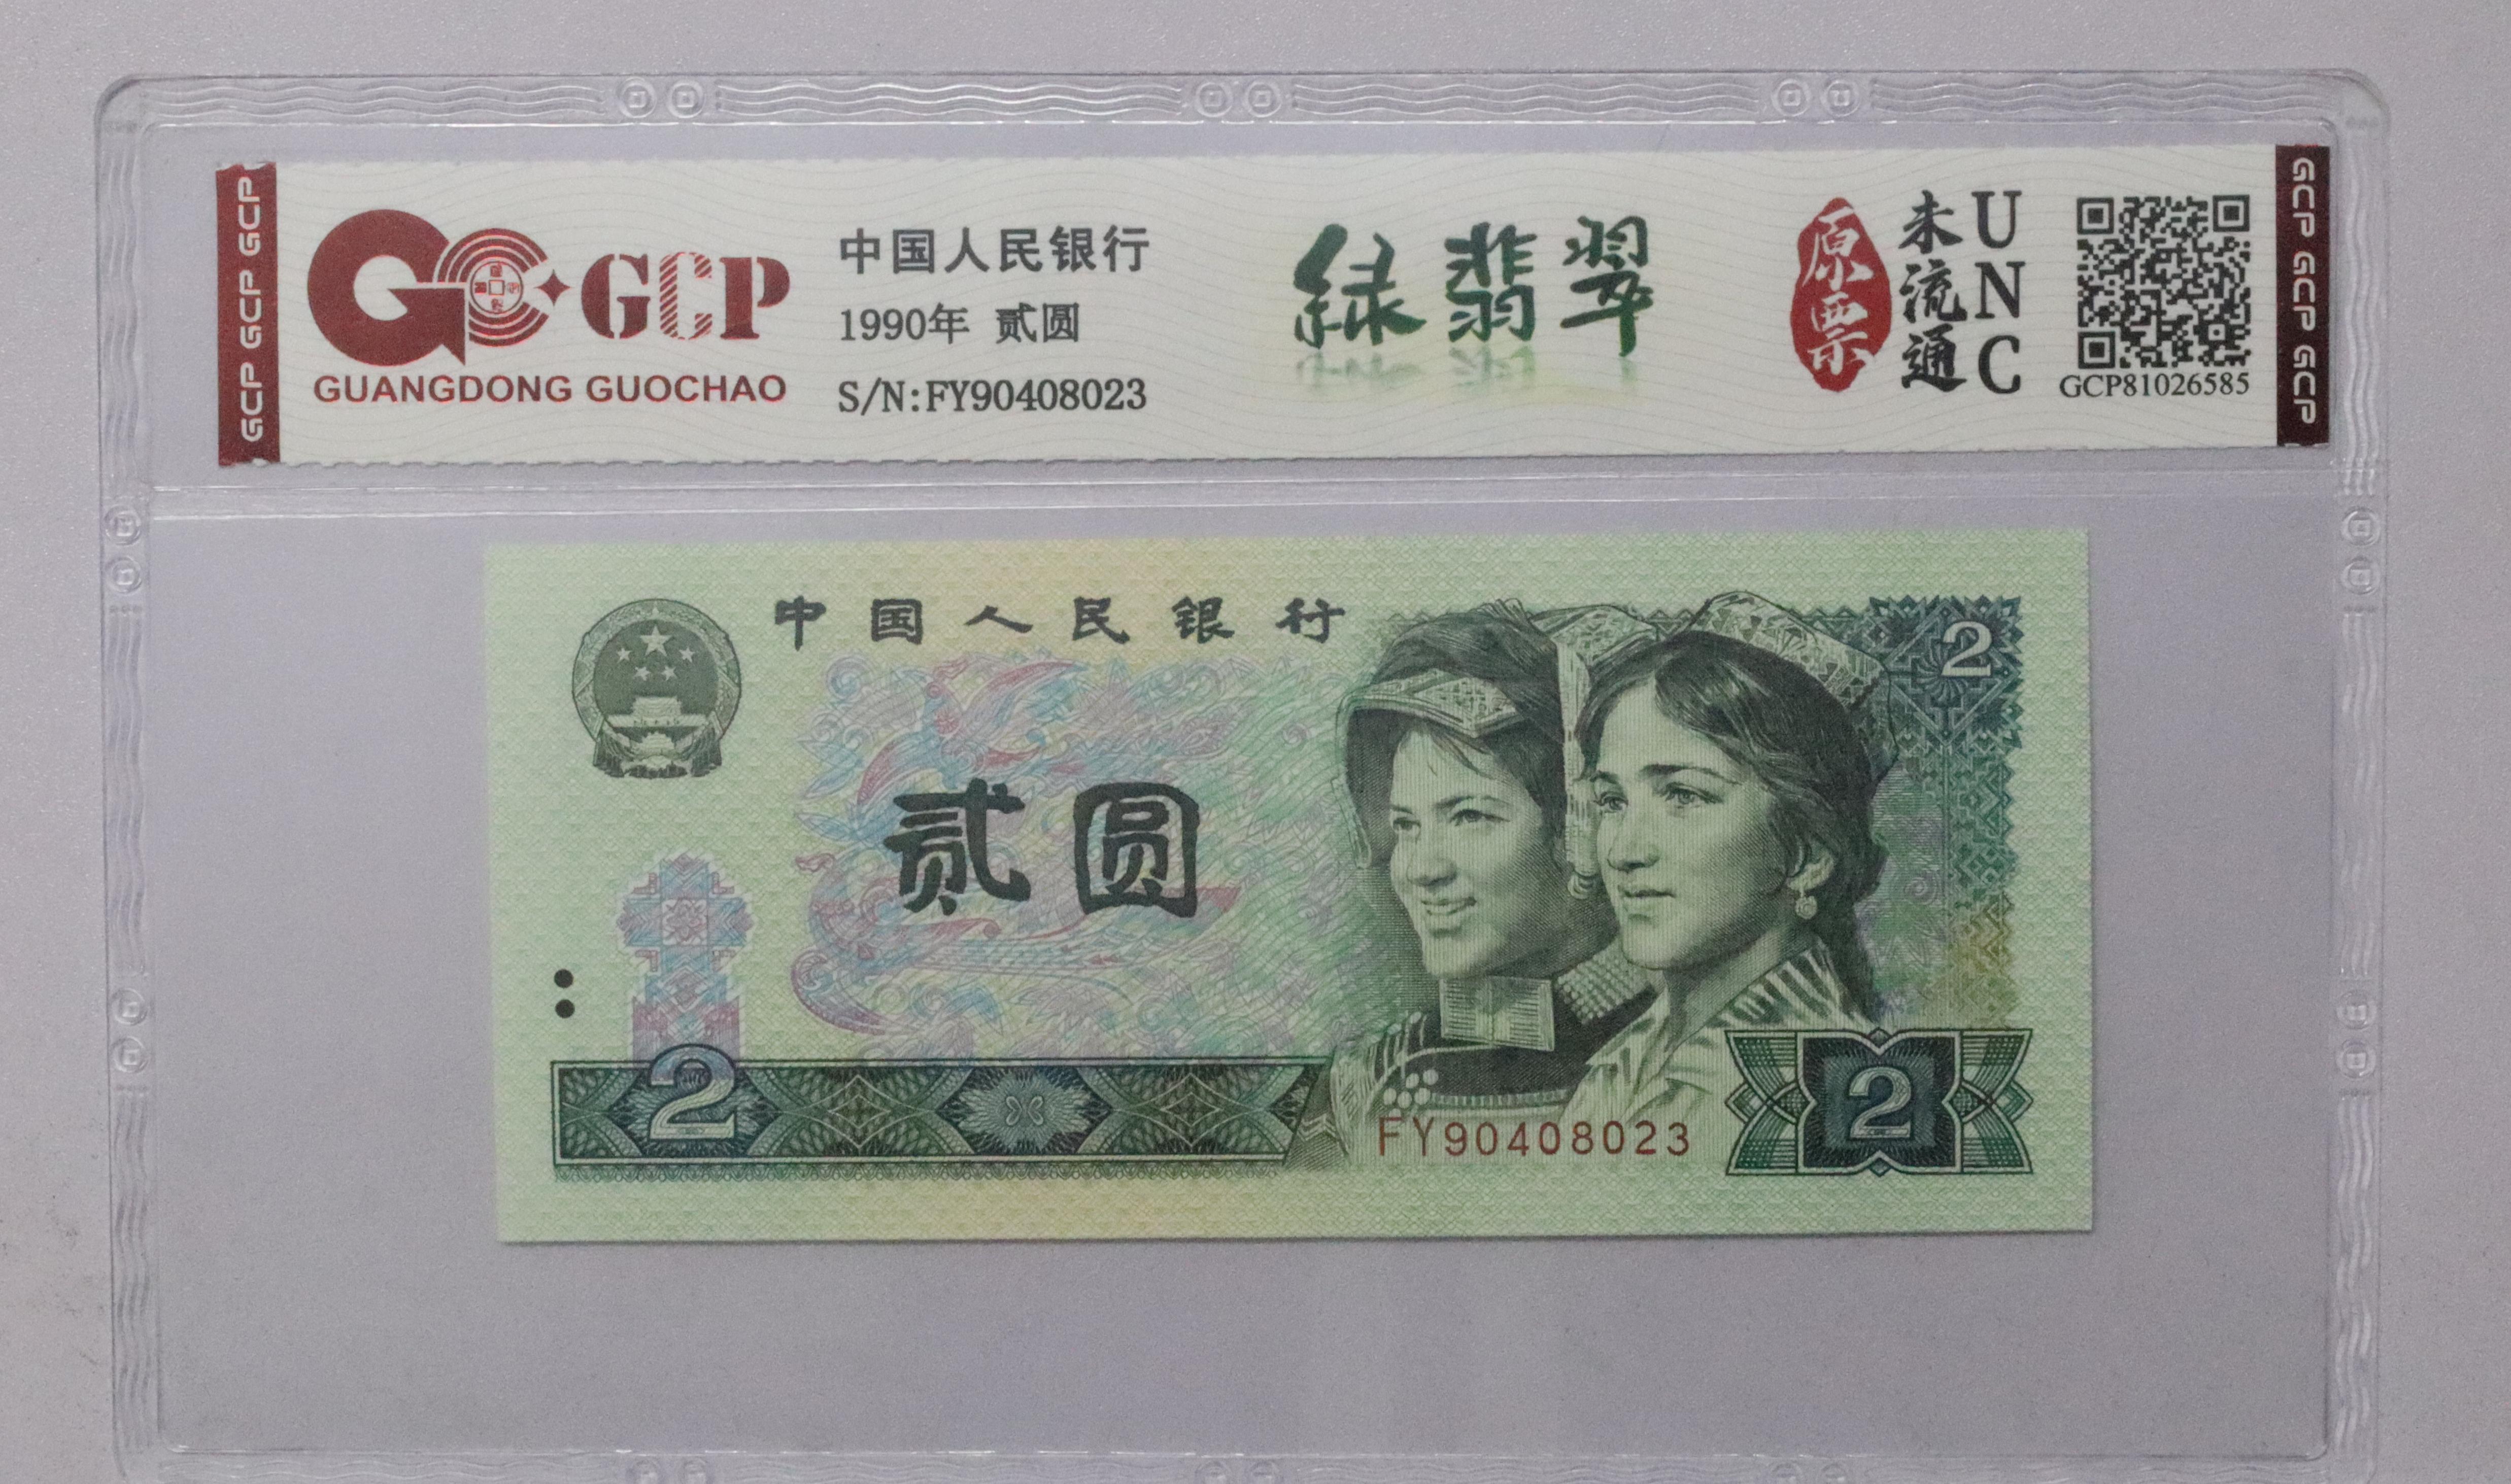 GCP GCP GCP
GCP
GUANGDONG GUOCHAO
中国人民银行
1990年 贰圆
S/N:FY90408023
绿翡翠
原票
未流通
UNC
GCP81026585
GCP GCP GCP
中国人民银行
2
贰圆
2
FY90408023
2